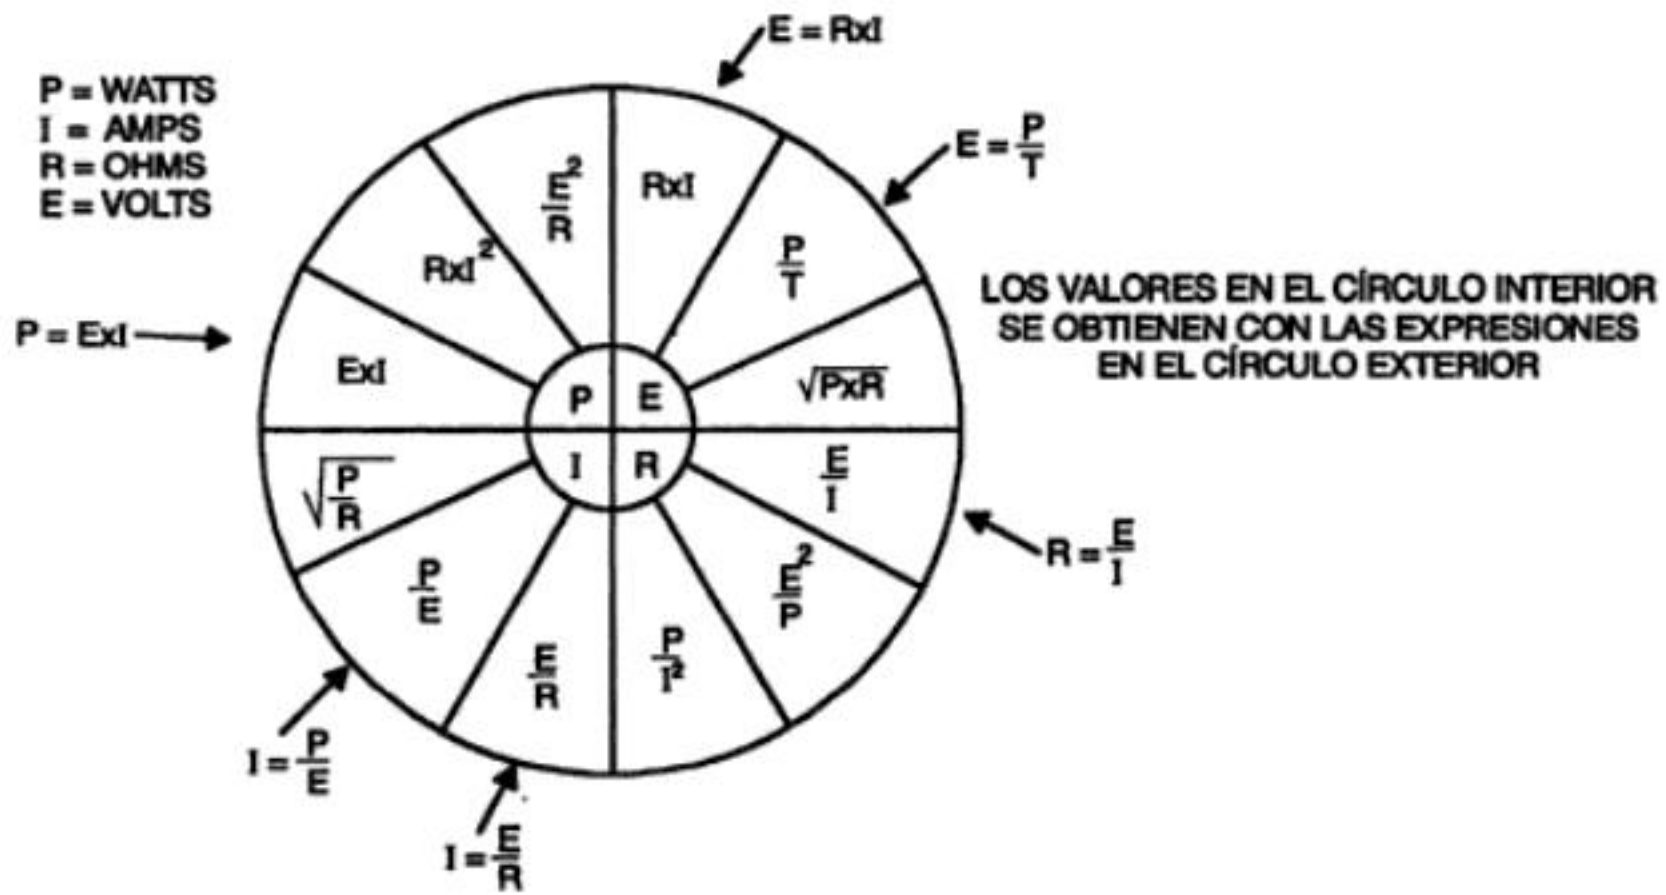 E = RxI
P = WATTS
I = AMPS
R = OHMS
E = VOLTS
E = P/T
E²/R
RxI
RxI²
P/T
LOS VALORES EN EL CÍRCULO INTERIOR
SE OBTIENEN CON LAS EXPRESIONES
EN EL CÍRCULO EXTERIOR
P = ExI
ExI
√PxR
P
E
I
R
√P/R
E/I
P/E
E²/P
R = E/I
E/R
P/I²
I = P/E
I = E/R